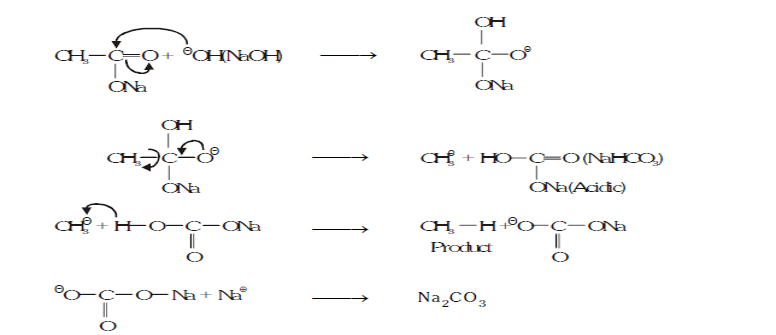 OH
CH₃—C=O + ⊖OH(NaOH) ⟶ CH₃—C—O⊖
ONa ONa
OH
CH₃—C—O⊖ ⟶ CH₃⊖ + HO—C=O (NaHCO₃)
ONa ONa(Acidic)
CH₃⊖ + H—O—C—ONa ⟶ CH₃—H+⊖O—C—ONa
O Product O
⊖O—C—O—Na + Na⊕ ⟶ Na₂CO₃
O